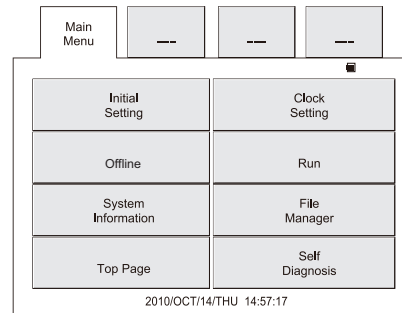 Main
Menu
--
--
--
Initial
Setting
Clock
Setting
Offline
Run
System
Information
File
Manager
Top Page
Self
Diagnosis
2010/OCT/14/THU 14:57:17